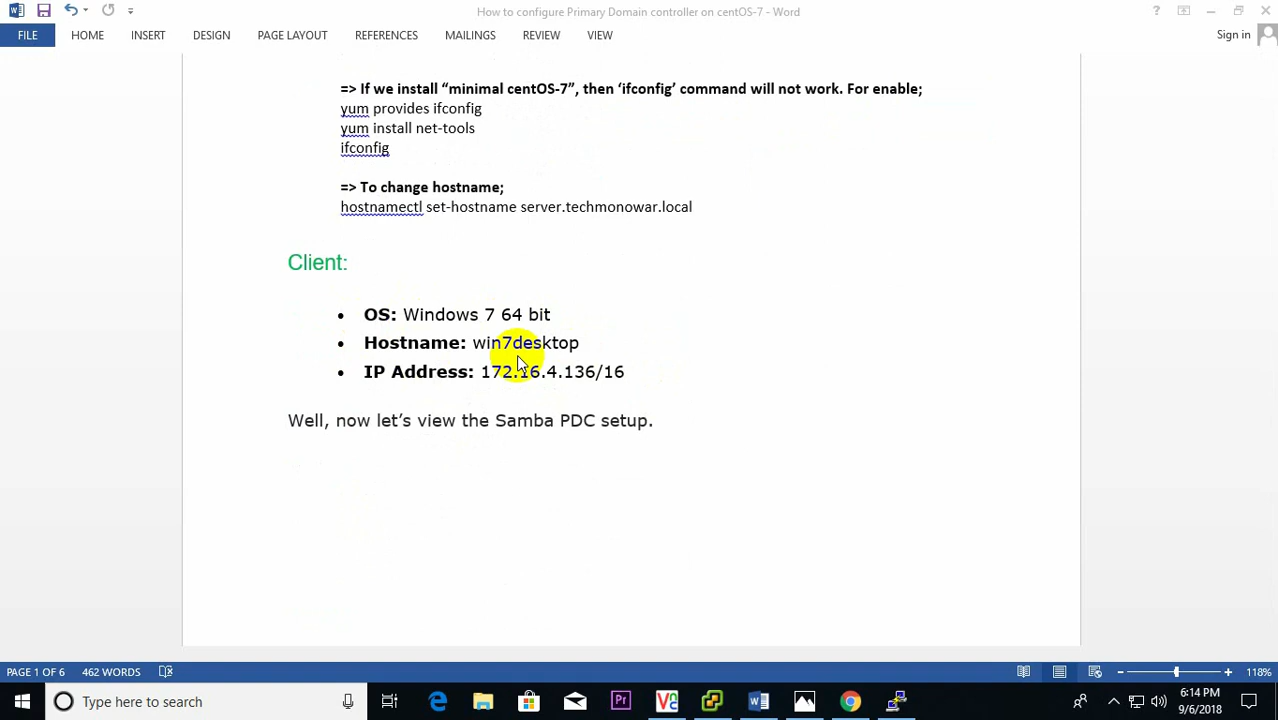 How to configure Primary Domain controller on centOS-7 - Word
FILE HOME INSERT DESIGN PAGE LAYOUT REFERENCES MAILINGS REVIEW VIEW Sign in
=> If we install “minimal centOS-7”, then ‘ifconfig’ command will not work. For enable;
yum provides ifconfig
yum install net-tools
ifconfig
=> To change hostname;
hostnamectl set-hostname server.techmonowar.local
Client:
• OS: Windows 7 64 bit
• Hostname: win7desktop
• IP Address: 172.16.4.136/16
Well, now let’s view the Samba PDC setup.
PAGE 1 OF 6 462 WORDS 118%
Type here to search 6:14 PM
9/6/2018